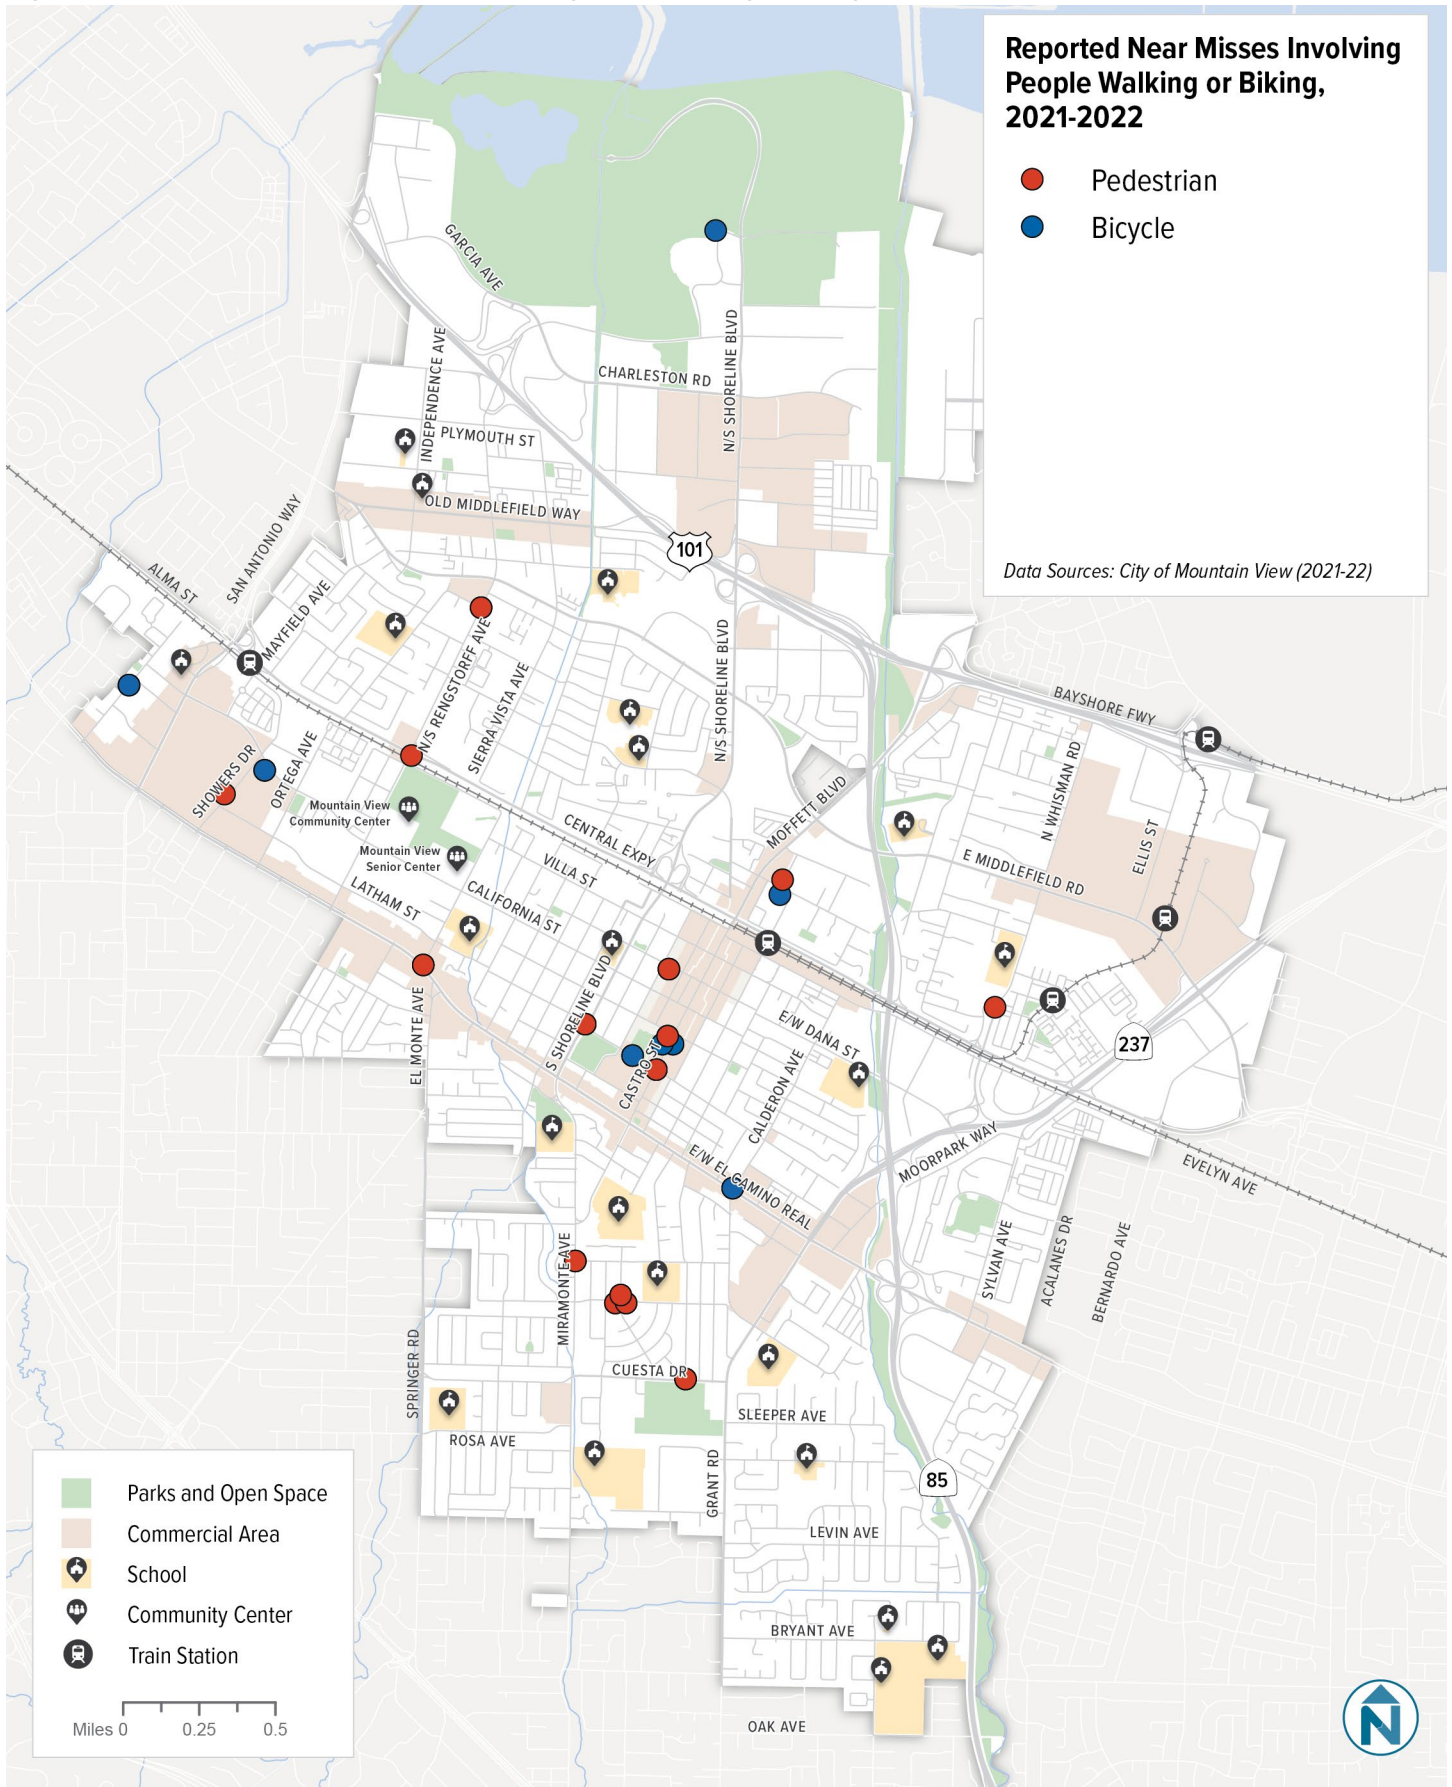 Reported Near Misses Involving
People Walking or Biking,
2021-2022
Pedestrian
Bicycle
Data Sources: City of Mountain View (2021-22)
GARCIA AVE
N/S SHORELINE BLVD
INDEPENDENCE AVE
CHARLESTON RD
PLYMOUTH ST
OLD MIDDLEFIELD WAY
101
SAN ANTONIO WAY
ALMA ST
MAYFIELD AVE
N/S RENGSTORFF AVE
SIERRA VISTA AVE
N/S SHORELINE BLVD
BAYSHORE FWY
SHOWERS DR
ORTEGA AVE
Mountain View
Community Center
Mountain View
Senior Center
MOFFETT BLVD
N WHISMAN RD
ELLIS ST
CENTRAL EXPY
VILLA ST
E MIDDLEFIELD RD
LATHAM ST
CALIFORNIA ST
S SHORELINE BLVD
EL MONTE AVE
CASTRO ST
E/W DANA ST
CALDERON AVE
237
MOORPARK WAY
EVELYN AVE
E/W EL CAMINO REAL
SYLVAN AVE
ACALANES DR
BERNARDO AVE
MIRAMONTE AVE
SPRINGER RD
CUESTA DR
SLEEPER AVE
ROSA AVE
GRANT RD
85
LEVIN AVE
BRYANT AVE
OAK AVE
Parks and Open Space
Commercial Area
School
Community Center
Train Station
Miles 0 0.25 0.5
N